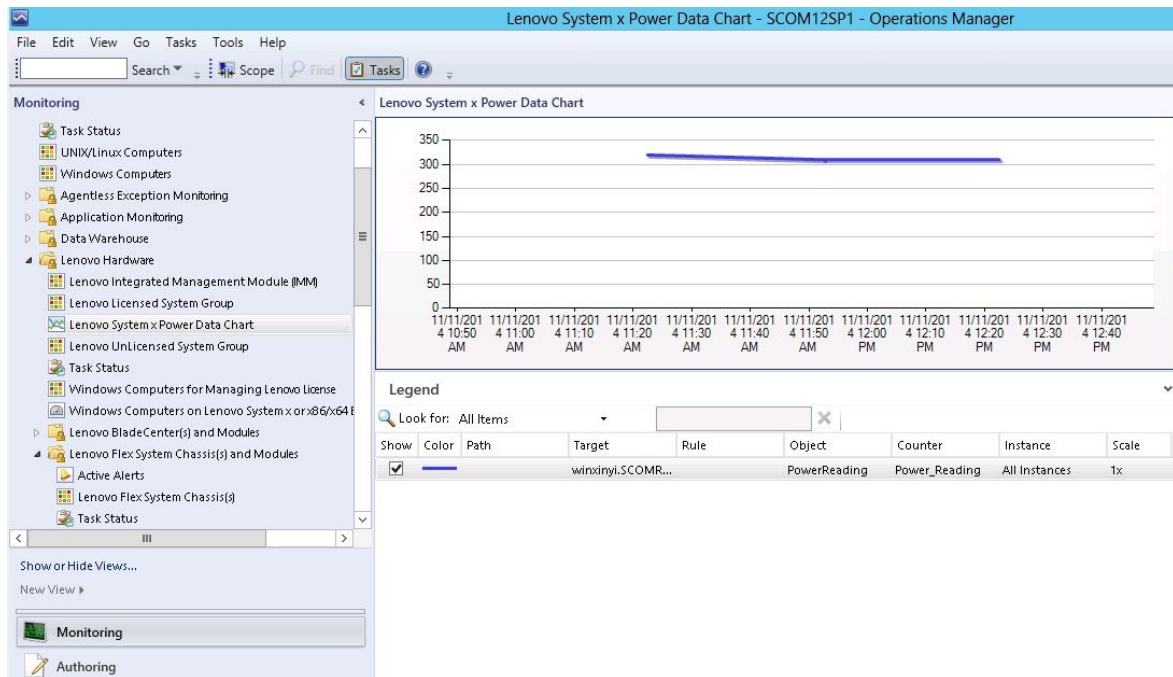 Lenovo System x Power Data Chart - SCOM12SP1 - Operations Manager
File Edit View Go Tasks Tools Help
Search Scope Find Tasks
Monitoring
Task Status
UNIX/Linux Computers
Windows Computers
Agentless Exception Monitoring
Application Monitoring
Data Warehouse
Lenovo Hardware
Lenovo Integrated Management Module (IMM)
Lenovo Licensed System Group
Lenovo System x Power Data Chart
Lenovo UnLicensed System Group
Task Status
Windows Computers for Managing Lenovo License
Windows Computers on Lenovo System x or x86/x64 E
Lenovo BladeCenter(s) and Modules
Lenovo Flex System Chassis(s) and Modules
Active Alerts
Lenovo Flex System Chassis(s)
Task Status
Show or Hide Views...
New View
Monitoring
Authoring
Lenovo System x Power Data Chart
350
300
250
200
150
100
50
0
11/11/201 11/11/201 11/11/201 11/11/201 11/11/201 11/11/201 11/11/201 11/11/201 11/11/201 11/11/201 11/11/201 11/11/201
4 10:50 4 11:00 4 11:10 4 11:20 4 11:30 4 11:40 4 11:50 4 12:00 4 12:10 4 12:20 4 12:30 4 12:40
AM AM AM AM AM AM AM PM PM PM PM PM
Legend
Look for: All Items
Show Color Path Target Rule Object Counter Instance Scale
winxinyi.SCOMR... PowerReading Power_Reading All Instances 1x